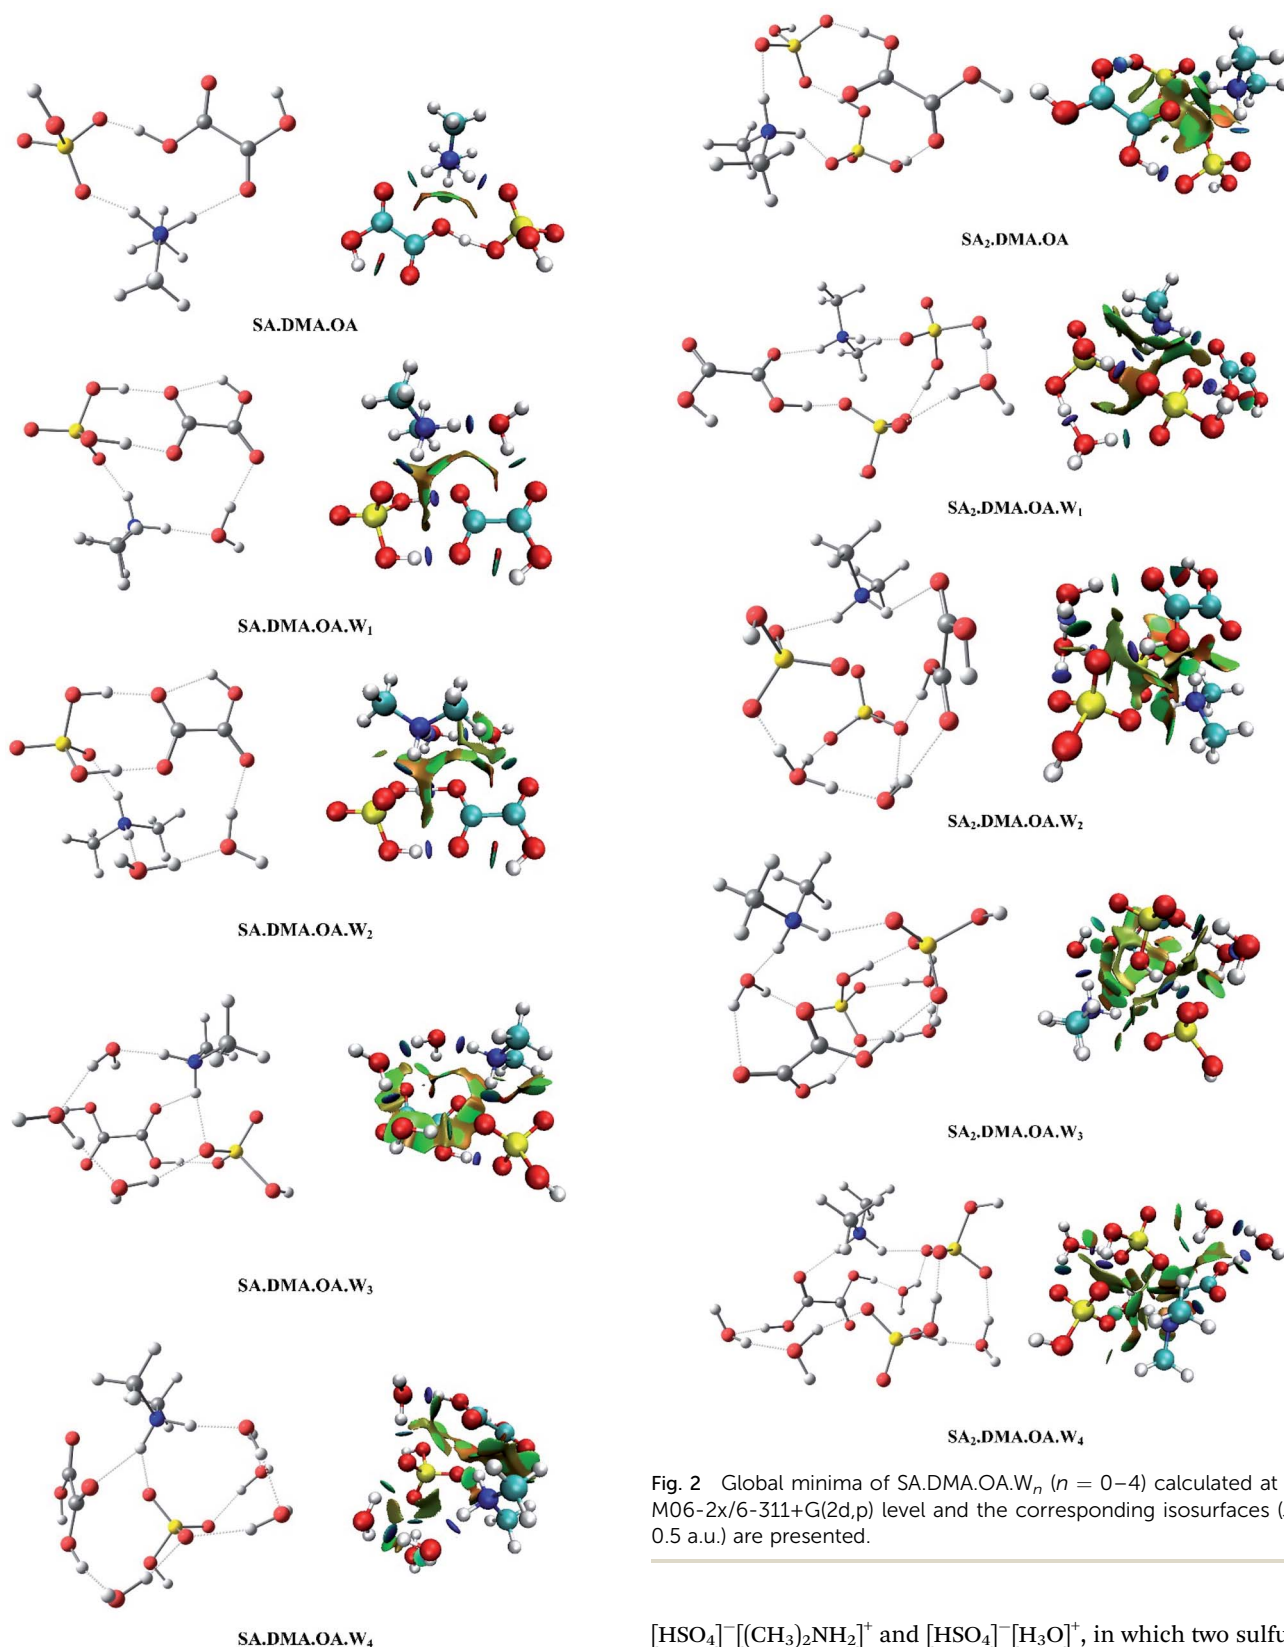 SA.DMA.OA
SA.DMA.OA.W₁
SA.DMA.OA.W₂
SA.DMA.OA.W₃
SA.DMA.OA.W₄
SA₂.DMA.OA
SA₂.DMA.OA.W₁
SA₂.DMA.OA.W₂
SA₂.DMA.OA.W₃
SA₂.DMA.OA.W₄
Fig. 2 Global minima of SA.DMA.OA.Wₙ (n = 0–4) calculated at
M06-2x/6-311+G(2d,p) level and the corresponding isosurfaces (
0.5 a.u.) are presented.
[HSO₄]⁻[(CH₃)₂NH₂]⁺ and [HSO₄]⁻[H₃O]⁺, in which two